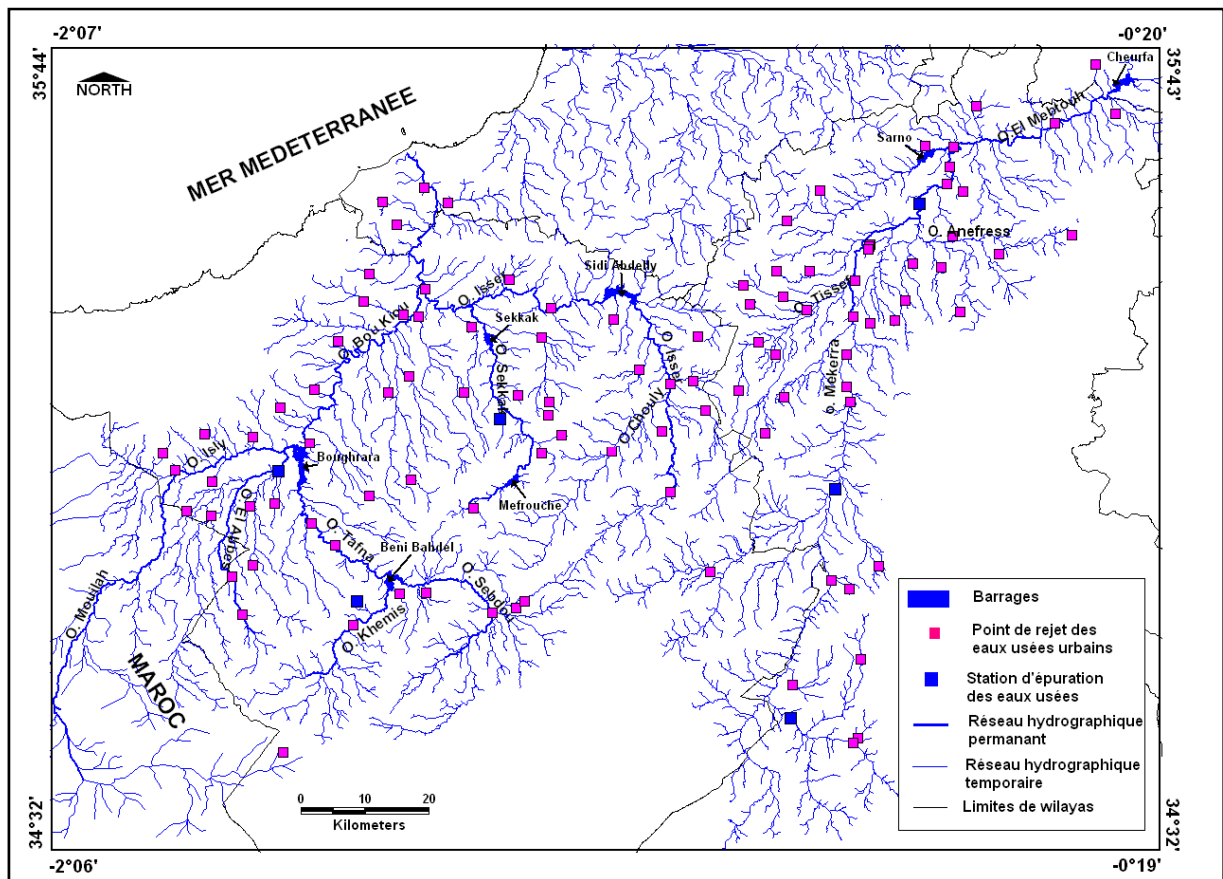 -2°07'
-0°20'
35°44'
35°43'
NORTH
MER MEDETERRANEE
Cheurfa
O.El Mebtouh
Sarno
O. Anefress
Sidi Abdelly
O. Isser
O. Tissef
Sekkak
O. Bou Kiou
O. Sekkak
O. Isser
O. Mekerra
O.Chouly
O. Isly
Boughrara
Mefrouche
O. El Abbes
O. Tafna
Beni Bahdel
O. Sebdou
O. Mouilah
O. Khemis
MAROC
Barrages
Point de rejet des
eaux usées urbains
Station d'épuration
des eaux usées
Réseau hydrographique
permanant
Réseau hydrographique
temporaire
Limites de wilayas
0 10 20
Kilometers
34°32'
34°32'
-2°06'
-0°19'